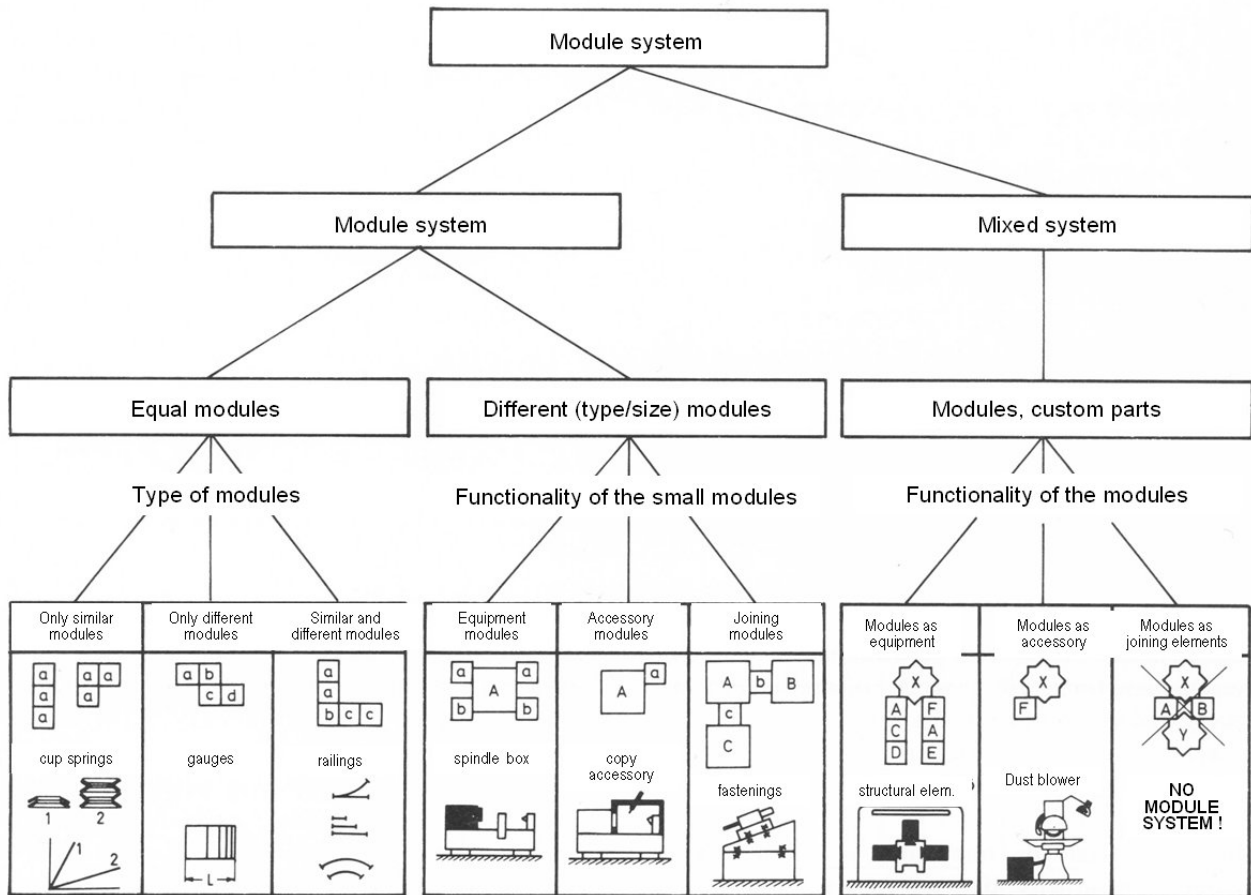 Module system
Module system
Mixed system
Equal modules
Different (type/size) modules
Modules, custom parts
Type of modules
Functionality of the small modules
Functionality of the modules
Only similar
modules
Only different
modules
Similar and
different modules
Equipment
modules
Accessory
modules
Joining
modules
Modules as
equipment
Modules as
accessory
Modules as
joining elements
a
a
a
a a
a
a b
c d
a
a
b c c
a a
A
b b
a
A
A b B
c
C
X
A F
C A
D E
X
F
X
A B
Y
cup springs
gauges
railings
spindle box
copy
accessory
fastenings
structural elem.
Dust blower
NO
MODULE
SYSTEM !
1 2
1
2
L